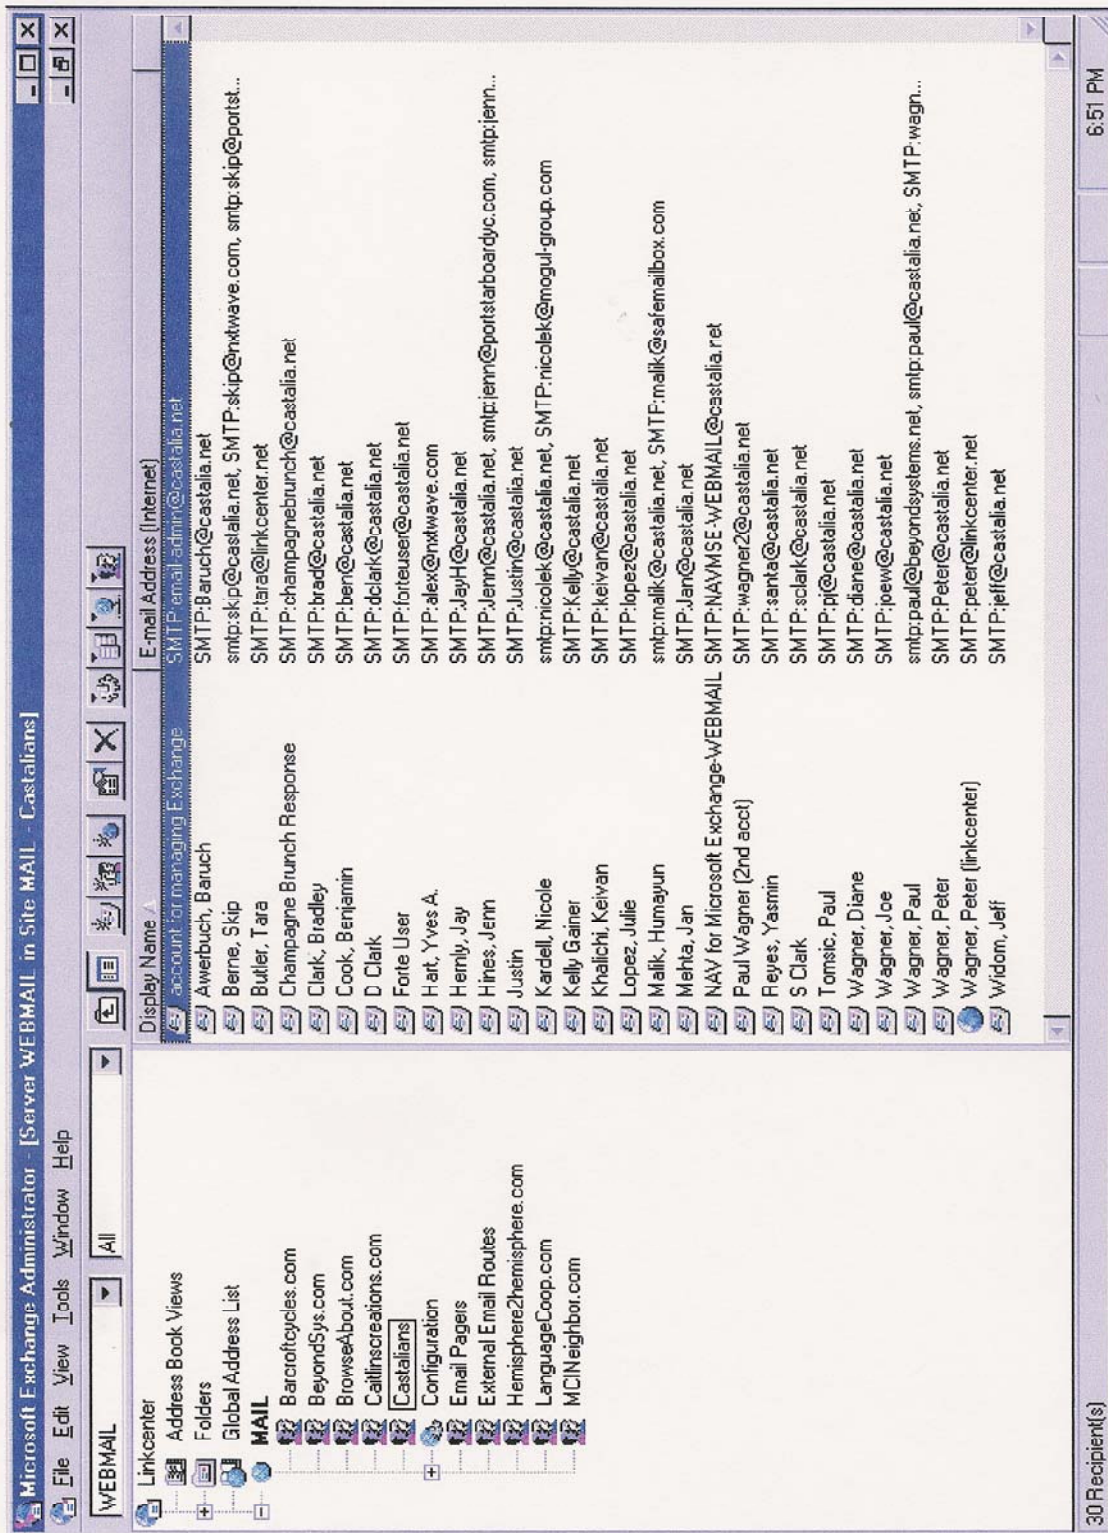 Microsoft Exchange Administrator - [Server WEBMAIL in Site MAIL - Castalians]
File Edit View Tools Window Help
WEBMAIL
All
Linkcenter
Address Book Views
Folders
Global Address List
MAIL
Barcroftcycles.com
BeyondSys.com
BrowseAbout.com
Caitlinscreations.com
Castalians
Configuration
Email Pagers
External Email Routes
Hemisphere2hemisphere.com
LanguageCoop.com
MCINeighbor.com
Display Name E-mail Address (Internet)
account for managing Exchange SMTP:email-admin@castalia.net
Awerbuch, Baruch SMTP:Baruch@castalia.net
Berne, Skip smtp:skip@castalia.net, SMTP:skip@nxtwave.com, smtp:skip@portst...
Butler, Tara SMTP:tara@linkcenter.net
Champagne Brunch Response SMTP:champagnebrunch@castalia.net
Clark, Bradley SMTP:brad@castalia.net
Cook, Benjamin SMTP:ben@castalia.net
D Clark SMTP:dclark@castalia.net
Forte User SMTP:forteuser@castalia.net
Hart, Yves A. SMTP:alex@nxtwave.com
Hernly, Jay SMTP:JayH@castalia.net
Hines, Jenn SMTP:Jenn@castalia.net, smtp:jenn@portstarboardyc.com, smtp:jenn...
Justin SMTP:Justin@castalia.net
Kardell, Nicole smtp:nicolek@castalia.net, SMTP:nicolek@mogul-group.com
Kelly Gainer SMTP:Kelly@castalia.net
Khalichi, Keivan SMTP:keivan@castalia.net
Lopez, Julie SMTP:lopez@castalia.net
Malik, Humayun smtp:malik@castalia.net, SMTP:malik@safemailbox.com
Mehta, Jan SMTP:Jan@castalia.net
NAV for Microsoft Exchange-WEBMAIL SMTP:NAVMSE-WEBMAIL@castalia.net
Paul Wagner (2nd acct) SMTP:wagner2@castalia.net
Reyes, Yasmin SMTP:santa@castalia.net
S Clark SMTP:sclark@castalia.net
Tomsic, Paul SMTP:pj@castalia.net
Wagner, Diane SMTP:diane@castalia.net
Wagner, Joe SMTP:joew@castalia.net
Wagner, Paul smtp:paul@beyondsystems.net, smtp:paul@castalia.net, SMTP:wagn...
Wagner, Peter SMTP:Peter@castalia.net
Wagner, Peter (linkcenter) SMTP:peter@linkcenter.net
Widom, Jeff SMTP:jeff@castalia.net
30 Recipient(s)
6:51 PM